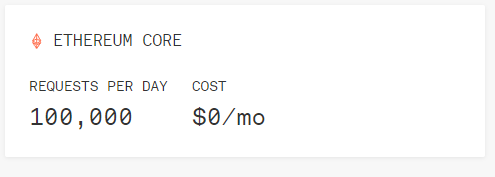 ETHEREUM CORE
REQUESTS PER DAY COST
100,000 $0/mo